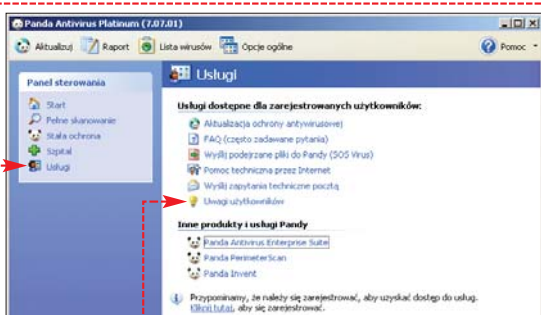 Panda Antivirus Platinum (7.07.01)
Aktualizuj Raport Lista wirusów Opcje ogólne Pomoc
Panel sterowania
Start
Pełne skanowanie
Stała ochrona
Szpital
Usługi
Usługi
Usługi dostępne dla zarejestrowanych użytkowników:
Aktualizacja ochrony antywirusowej
FAQ (często zadawane pytania)
Wyślij podejrzane pliki do Pandy (SOS Virus)
Pomoc techniczna przez Internet
Wyślij zapytania techniczne pocztą
Uwagi użytkowników
Inne produkty i usługi Pandy
Panda Antivirus Enterprise Suite
Panda PerimeterScan
Panda Invent
Przypominamy, że należy się zarejestrować, aby uzyskać dostęp do usług.
Kliknij tutaj, aby się zarejestrować.